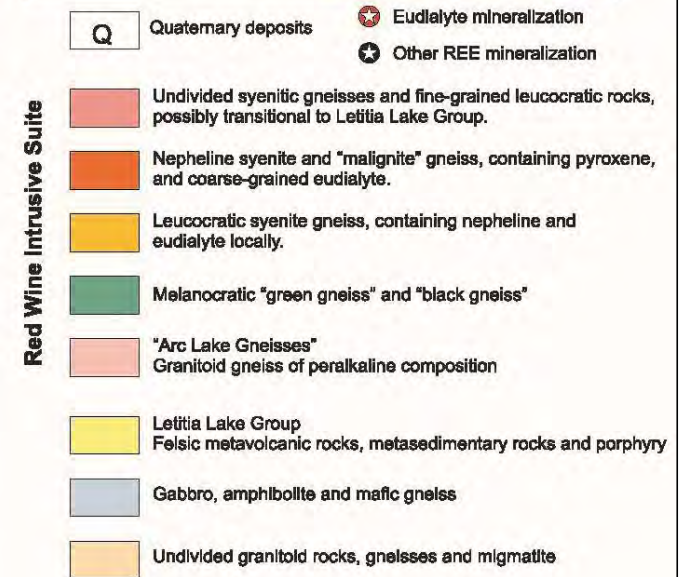 Q
Quaternary deposits
Eudialyte mineralization
Other REE mineralization
Red Wine Intrusive Suite
Undivided syenitic gneisses and fine-grained leucocratic rocks,
possibly transitional to Letitia Lake Group.
Nepheline syenite and "malignite" gneiss, containing pyroxene,
and coarse-grained eudialyte.
Leucocratic syenite gneiss, containing nepheline and
eudialyte locally.
Melanocratic "green gneiss" and "black gneiss"
"Arc Lake Gneisses"
Granitoid gneiss of peralkaline composition
Letitia Lake Group
Felsic metavolcanic rocks, metasedimentary rocks and porphyry
Gabbro, amphibolite and mafic gneiss
Undivided granitoid rocks, gneisses and migmatite